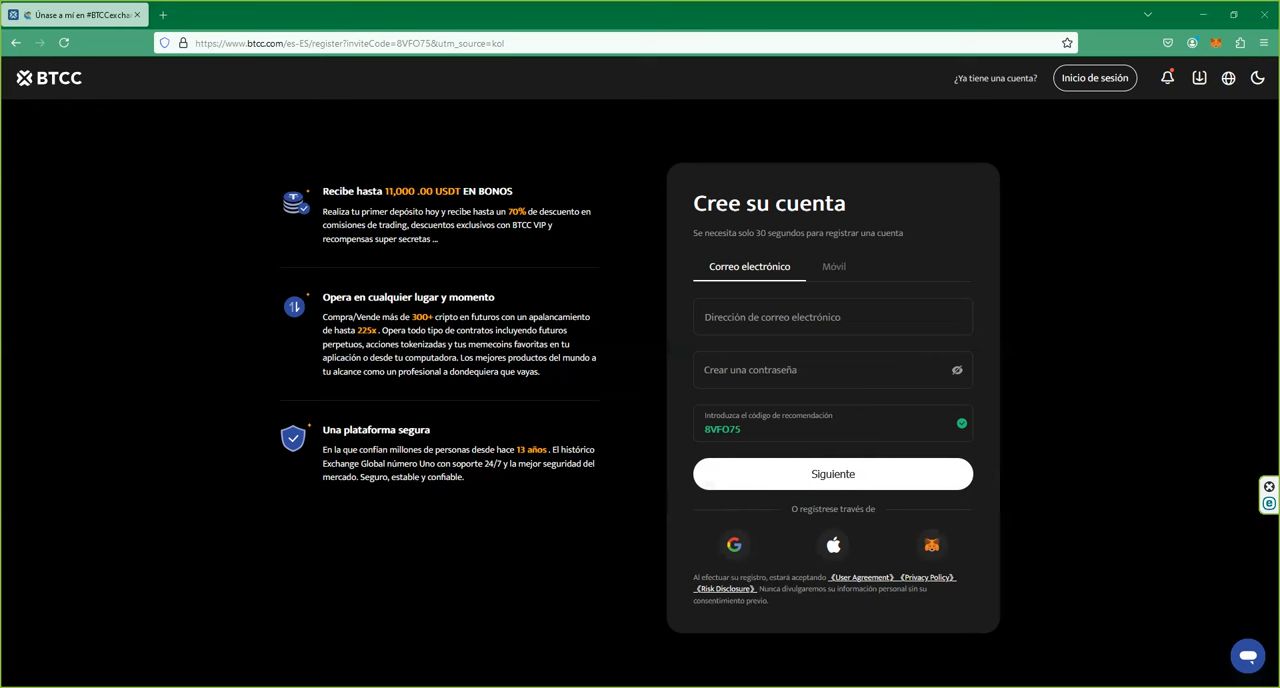 Únase a mí en #BTCCexcha
https://www.btcc.com/es-ES/register?inviteCode=8VFO75&utm_source=kol
BTCC
¿Ya tiene una cuenta?
Inicio de sesión
Recibe hasta 11,000 .00 USDT EN BONOS
Realiza tu primer depósito hoy y recibe hasta un 70% de descuento en
comisiones de trading, descuentos exclusivos con BTCC VIP y
recompensas super secretas ...
Opera en cualquier lugar y momento
Compra/Vende más de 300+ cripto en futuros con un apalancamiento
de hasta 225x . Opera todo tipo de contratos incluyendo futuros
perpetuos, acciones tokenizadas y tus memecoins favoritas en tu
aplicación o desde tu computadora. Los mejores productos del mundo a
tu alcance como un profesional a dondequiera que vayas.
Una plataforma segura
En la que confían millones de personas desde hace 13 años . El histórico
Exchange Global número Uno con soporte 24/7 y la mejor seguridad del
mercado. Seguro, estable y confiable.
Cree su cuenta
Se necesita solo 30 segundos para registrar una cuenta
Correo electrónico
Móvil
Dirección de correo electrónico
Crear una contraseña
Introduzca el código de recomendación
8VFO75
Siguiente
O regístrese través de
Al efectuar su registro, estará aceptando 《User Agreement》 《Privacy Policy》
《Risk Disclosure》 Nunca divulgaremos su información personal sin su
consentimiento previo.